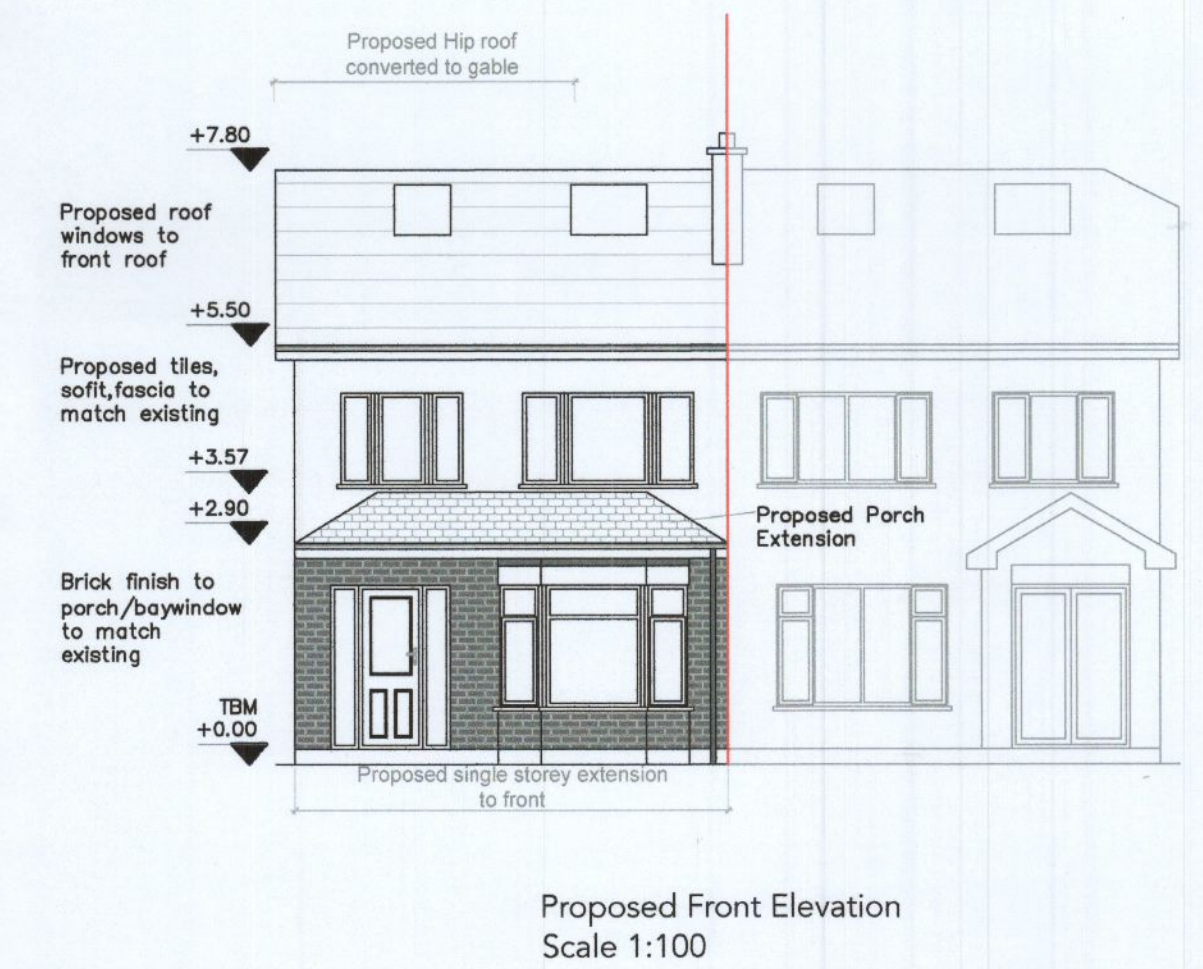 Proposed Hip roof
converted to gable
+7.80
Proposed roof
windows to
front roof
+5.50
Proposed tiles,
sofit,fascia to
match existing
+3.57
+2.90
Proposed Porch
Extension
Brick finish to
porch/baywindow
to match
existing
TBM
+0.00
Proposed single storey extension
to front
Proposed Front Elevation
Scale 1:100